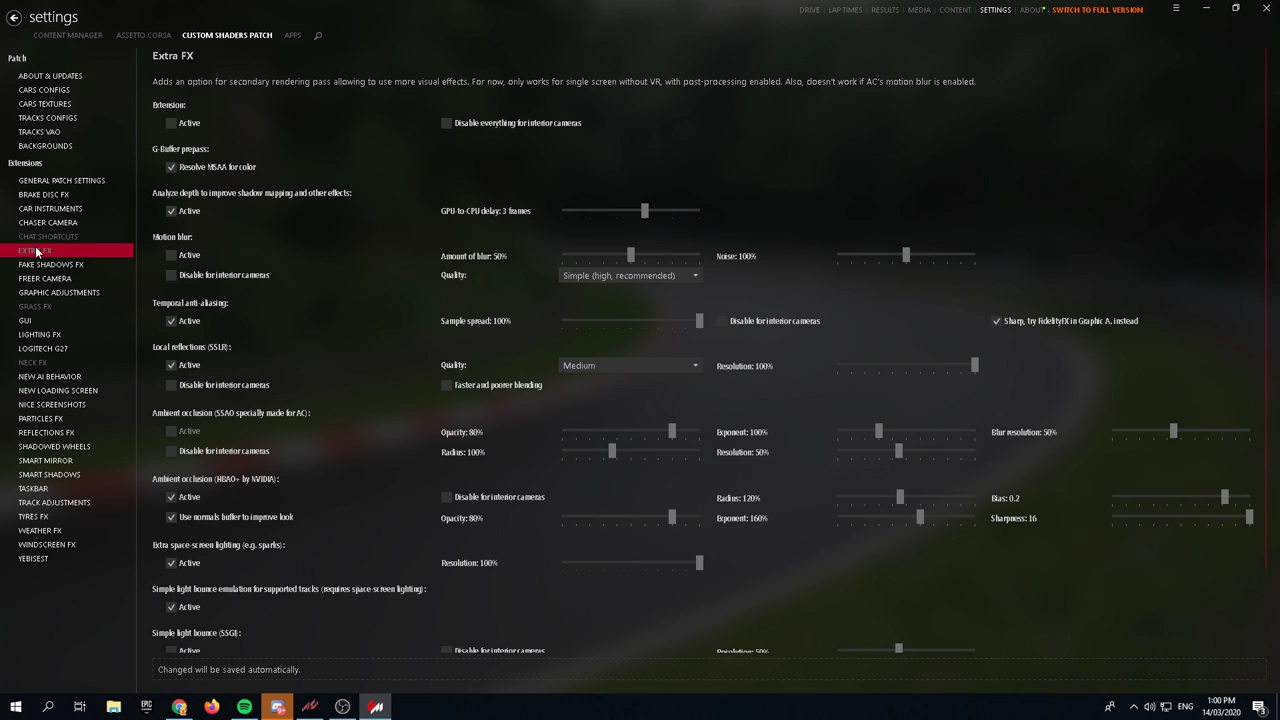 settings
DRIVE LAP TIMES RESULTS MEDIA CONTENT SETTINGS ABOUT SWITCH TO FULL VERSION
CONTENT MANAGER ASSETTO CORSA CUSTOM SHADERS PATCH APPS
Patch
ABOUT & UPDATES
CARS CONFIGS
CARS TEXTURES
TRACKS CONFIGS
TRACKS VAO
BACKGROUNDS
Extensions
GENERAL PATCH SETTINGS
BRAKE DISC FX
CAR INSTRUMENTS
CHASER CAMERA
CHAT SHORTCUTS
EXTRA FX
FAKE SHADOWS FX
FREER CAMERA
GRAPHIC ADJUSTMENTS
GRASS FX
GUI
LIGHTING FX
LOGITECH G27
NECK FX
NEW AI BEHAVIOR
NEW LOADING SCREEN
NICE SCREENSHOTS
PARTICLES FX
REFLECTIONS FX
SHADOWED WHEELS
SMART MIRROR
SMART SHADOWS
TASKBAR
TRACK ADJUSTMENTS
TYRES FX
WEATHER FX
WINDSCREEN FX
YEBISEST
Extra FX
Adds an option for secondary rendering pass allowing to use more visual effects. For now, only works for single screen without VR, with post-processing enabled. Also, doesn't work if AC's motion blur is enabled.
Extension:
Active Disable everything for interior cameras
G-Buffer prepass:
Resolve MSAA for color
Analyze depth to improve shadow mapping and other effects:
Active GPU-to-CPU delay: 3 frames
Motion blur:
Active Amount of blur: 50% Noise: 100%
Disable for interior cameras Quality: Simple (high, recommended)
Temporal anti-aliasing:
Active Sample spread: 100% Disable for interior cameras Sharp, try FidelityFX in Graphic A. instead
Local reflections (SSLR):
Active Quality: Medium Resolution: 100%
Disable for interior cameras Faster and poorer blending
Ambient occlusion (SSAO specially made for AC):
Active Opacity: 80% Exponent: 100% Blur resolution: 50%
Disable for interior cameras Radius: 100% Resolution: 50%
Ambient occlusion (HBAO+ by NVIDIA):
Active Disable for interior cameras Radius: 120% Bias: 0.2
Use normals buffer to improve look Opacity: 80% Exponent: 160% Sharpness: 16
Extra space-screen lighting (e.g. sparks):
Active Resolution: 100%
Simple light bounce emulation for supported tracks (requires space-screen lighting):
Active
Simple light bounce (SSGI):
Active Disable for interior cameras Resolution: 50%
Changed will be saved automatically.
EPIC GAMES
ENG 1:00 PM
14/03/2020
3